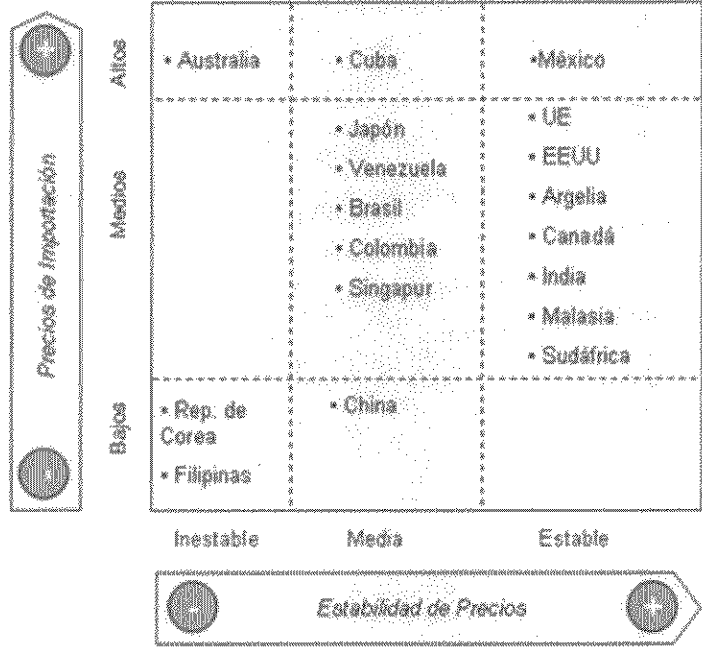 +
Precios de Importación
-
Altos
Medios
Bajos
• Australia
• Cuba
•México
• Japón
• Venezuela
• Brasil
• Colombia
• Singapur
• UE
• EEUU
• Argelia
• Canadá
• India
• Malasia
• Sudáfrica
• Rep. de
Corea
• Filipinas
• China
Inestable
Media
Estable
-
Estabilidad de Precios
+